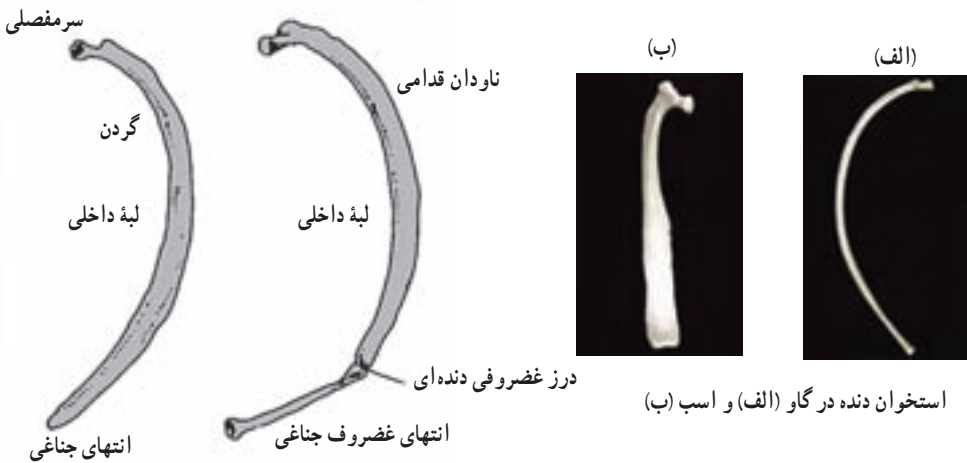 سرمفصلی
ناودان قدامی
گردن
لبهٔ داخلی
لبهٔ داخلی
درز غضروفی دنده‌ای
انتهای غضروف جناغی
انتهای جناغی
(الف)
(ب)
استخوان دنده در گاو (الف) و اسب (ب)